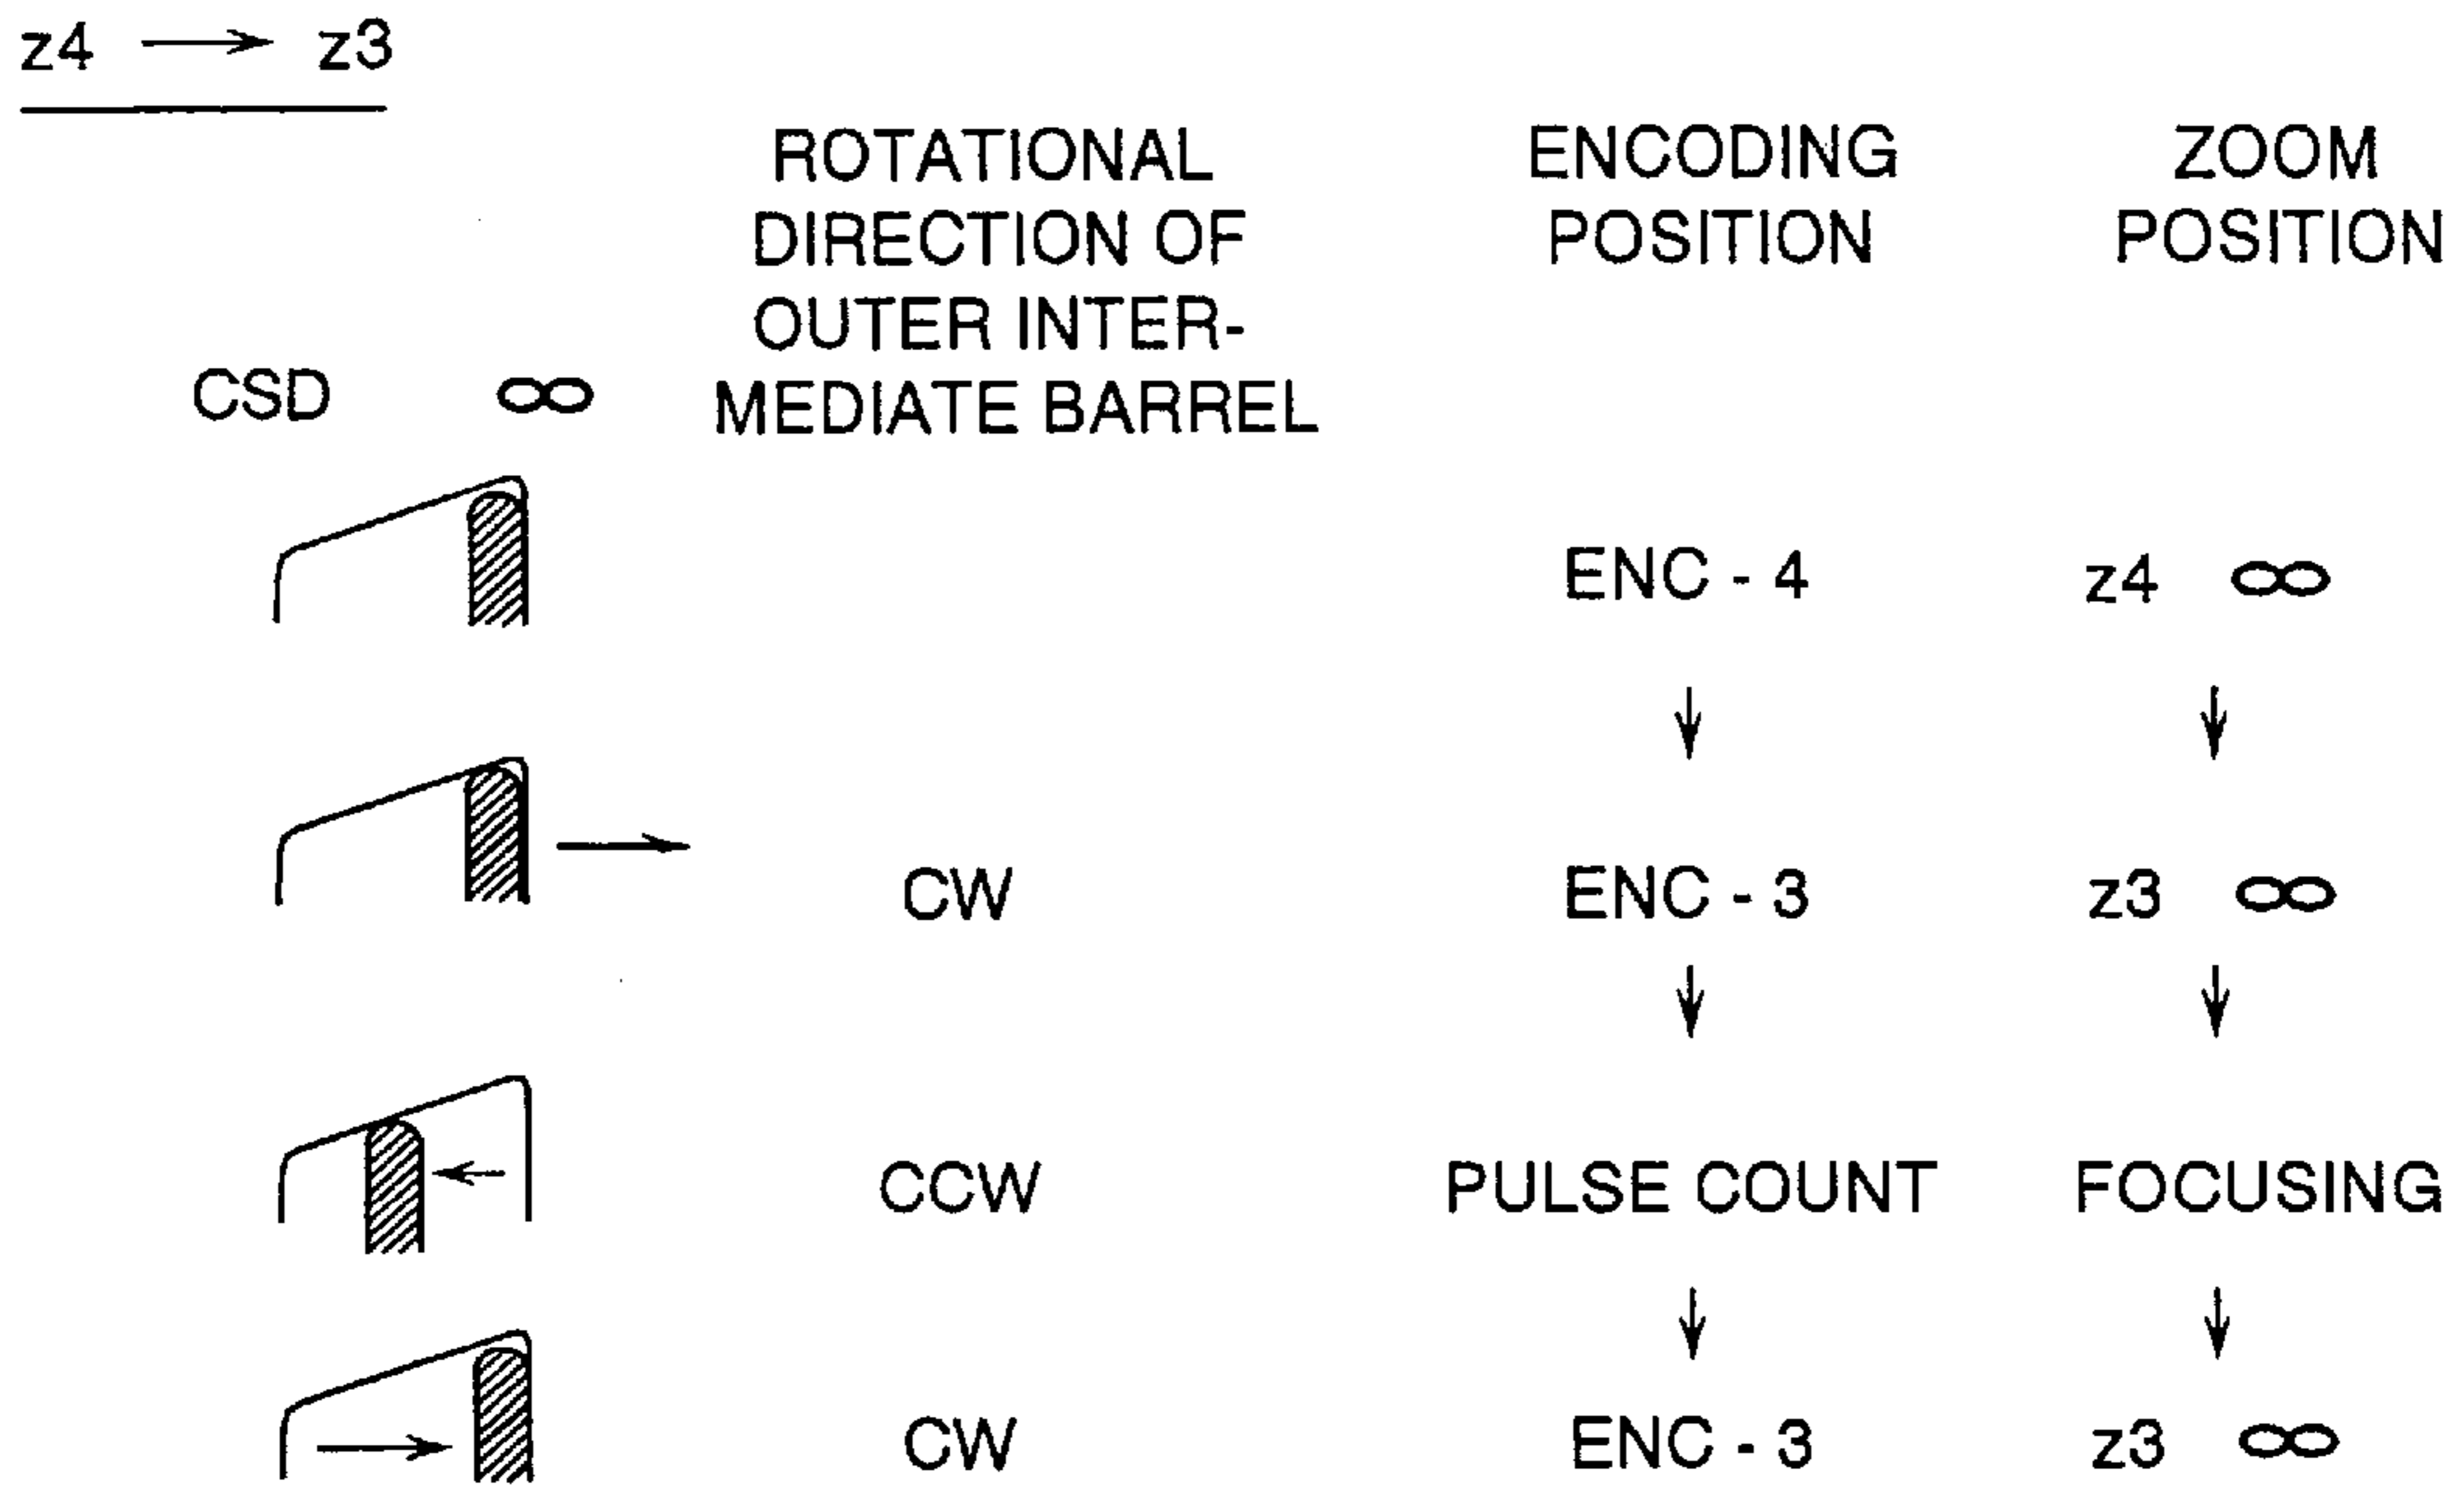 z4 → z3
ROTATIONAL
DIRECTION OF
OUTER INTER-
MEDIATE BARREL
ENCODING
POSITION
ZOOM
POSITION
CSD ∞
ENC - 4 z4 ∞
CW ENC - 3 z3 ∞
CCW PULSE COUNT FOCUSING
CW ENC - 3 z3 ∞